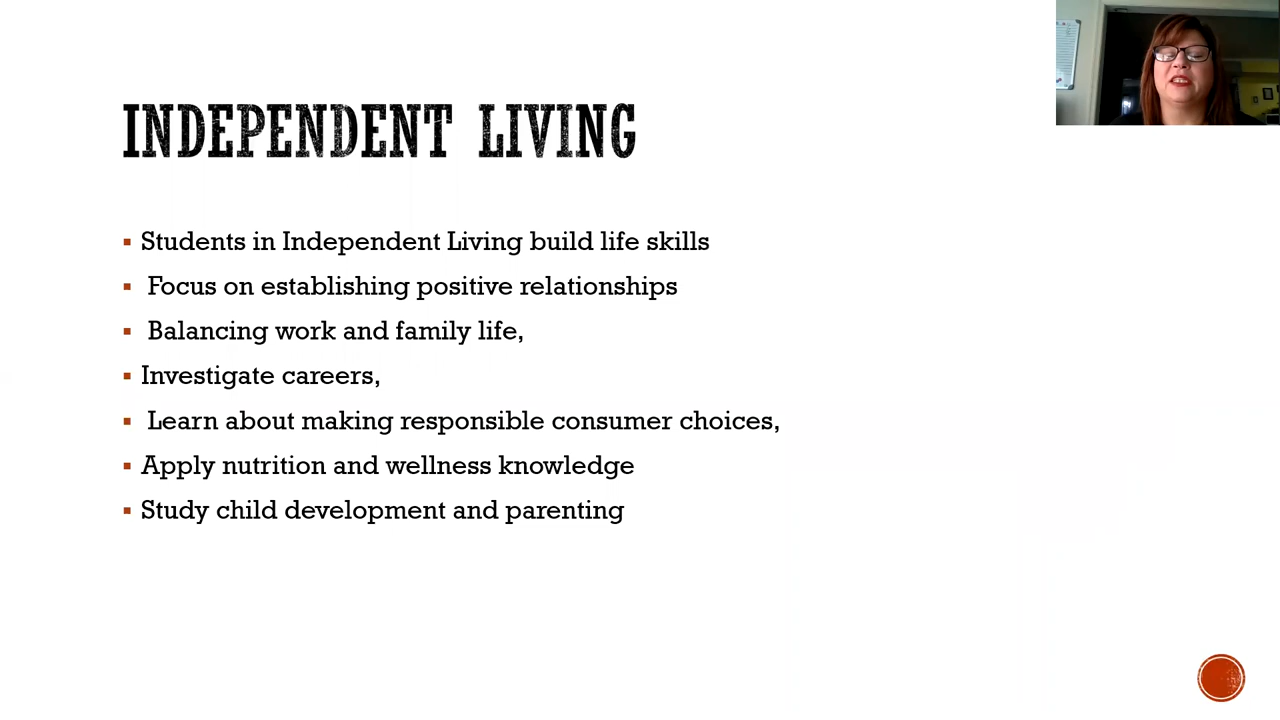 INDEPENDENT LIVING
Students in Independent Living build life skills
Focus on establishing positive relationships
Balancing work and family life,
Investigate careers,
Learn about making responsible consumer choices,
Apply nutrition and wellness knowledge
Study child development and parenting